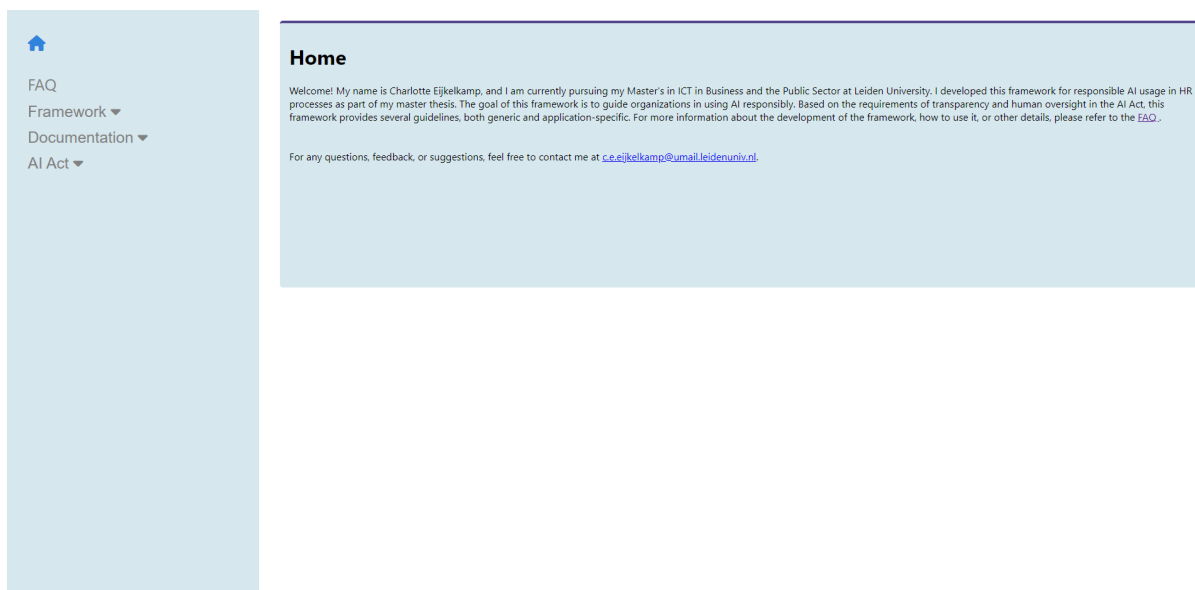 FAQ
Framework
Documentation
AI Act
Home
Welcome! My name is Charlotte Eijkelkamp, and I am currently pursuing my Master's in ICT in Business and the Public Sector at Leiden University. I developed this framework for responsible AI usage in HR
processes as part of my master thesis. The goal of this framework is to guide organizations in using AI responsibly. Based on the requirements of transparency and human oversight in the AI Act, this
framework provides several guidelines, both generic and application-specific. For more information about the development of the framework, how to use it, or other details, please refer to the FAQ .
For any questions, feedback, or suggestions, feel free to contact me at c.e.eijkelkamp@umail.leidenuniv.nl.